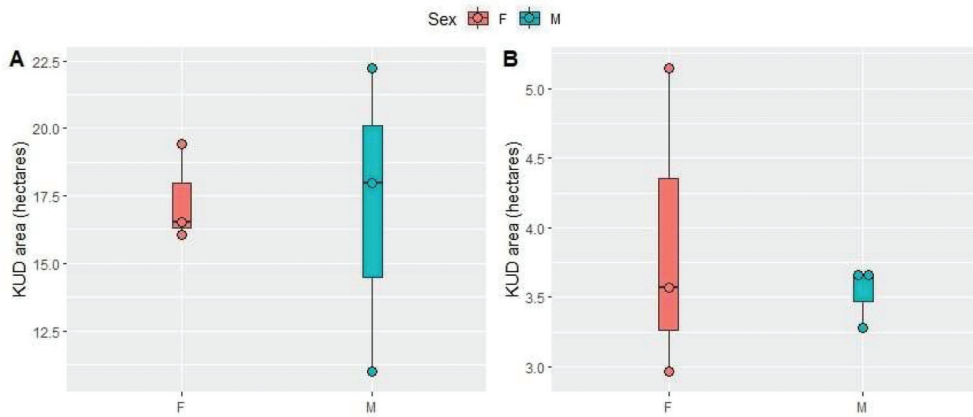 Sex F M
A
KUD area (hectares)
22.5
20.0
17.5
15.0
12.5
F M
B
KUD area (hectares)
5.0
4.5
4.0
3.5
3.0
F M